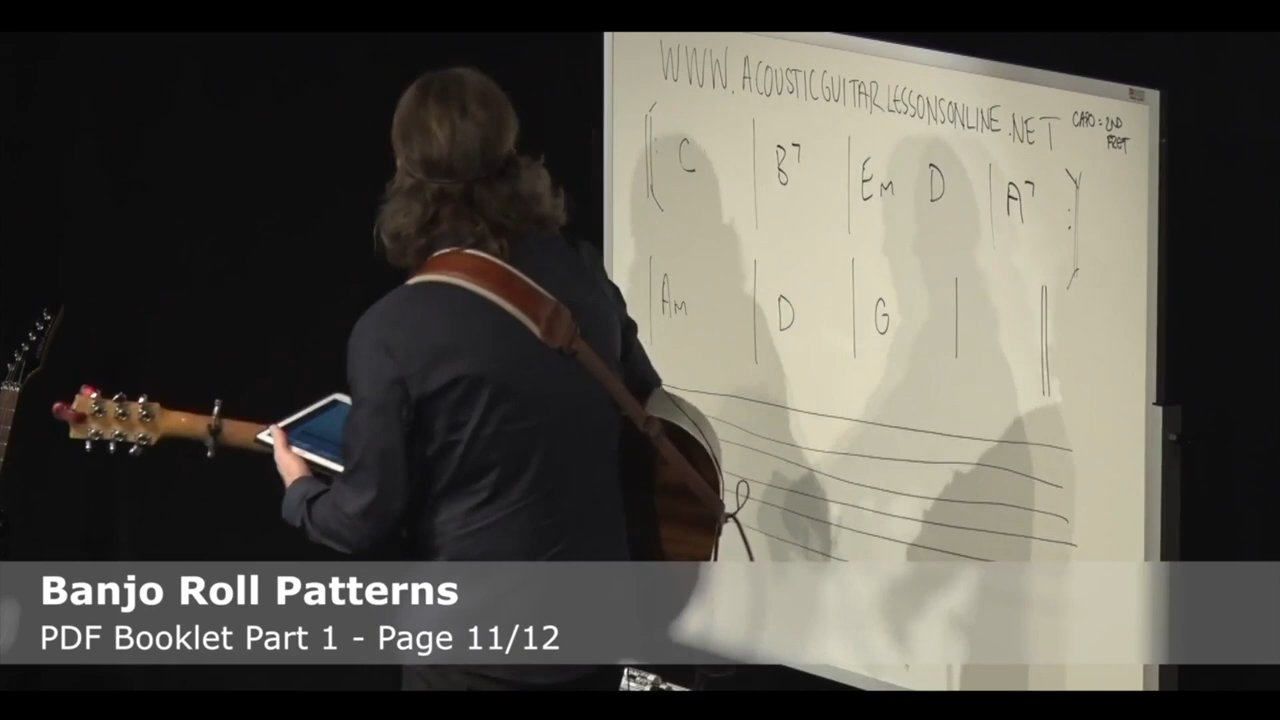 WWW.ACOUSTICGUITARLESSONSONLINE.NET
CAPO = 2ND
FRET
C B7 Em D A7
Am D G
Banjo Roll Patterns
PDF Booklet Part 1 - Page 11/12